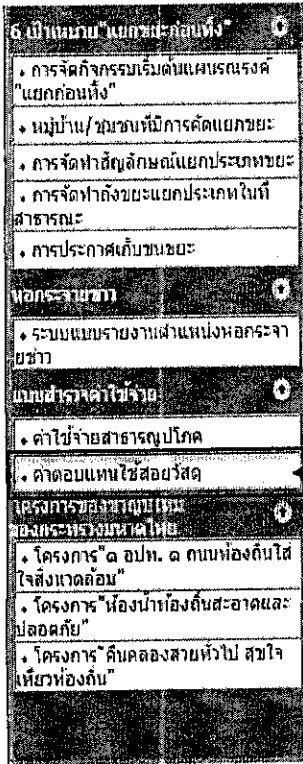 6 เป้าหมาย"แยกขยะก่อนทิ้ง"
• การจัดกิจกรรมเริ่มต้นแผนรณรงค์
"แยกก่อนทิ้ง"
• หมู่บ้าน/ชุมชนที่มีการคัดแยกขยะ
• การจัดทำสัญลักษณ์แยกประเภทขยะ
• การจัดทำถังขยะแยกประเภทในที่
สาธารณะ
• การประกาศเก็บขนขยะ
หอกระจายข่าว
• ระบบแบบรายงานตำแหน่งหอกระจา
ยข่าว
แบบสำรวจค่าใช้จ่าย
• ค่าใช้จ่ายสาธารณูปโภค
• ค่าตอบแทนใช้สอยวัสดุ
โครงการของขวัญปีใหม่
ของกระทรวงมหาดไทย
• โครงการ"๑ อปท. ๑ ถนนท้องถิ่นใส่
ใจสิ่งแวดล้อม"
• โครงการ"ห้องน้ำท้องถิ่นสะอาดและ
ปลอดภัย"
• โครงการ"คืนคลองสวยทั่วไป สุขใจ
เที่ยวท้องถิ่น"